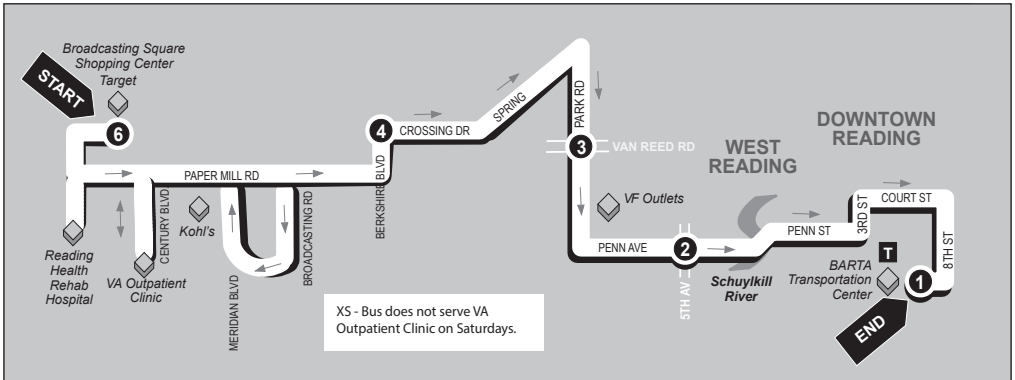 Broadcasting Square
Shopping Center
Target
START
6
PAPER MILL RD
CENTURY BLVD
Reading
Health
Rehab
Hospital
VA Outpatient
Clinic
Kohl's
MERIDIAN BLVD
BROADCASTING RD
BERKSHIRE BLVD
4
CROSSING DR
SPRING
PARK RD
3
VAN REED RD
VF Outlets
PENN AVE
2
5TH AV
WEST
READING
Schuylkill
River
PENN ST
DOWNTOWN
READING
3RD ST
COURT ST
8TH ST
T
BARTA
Transportation
Center
1
END
XS - Bus does not serve VA
Outpatient Clinic on Saturdays.